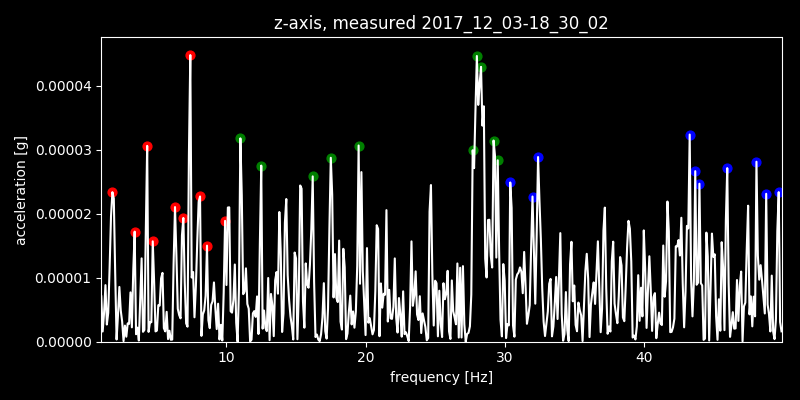 z-axis, measured 2017_12_03-18_30_02
0.00004
0.00003
0.00002
0.00001
0.00000
acceleration [g]
10 20 30 40
frequency [Hz]